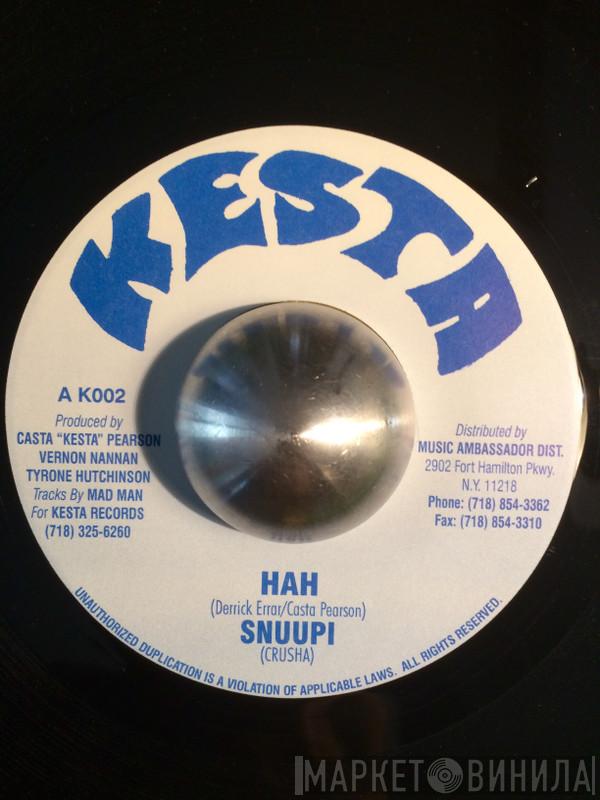 KESTA
A K002
Produced by
CASTA "KESTA" PEARSON
VERNON NANNAN
TYRONE HUTCHINSON
Tracks By MAD MAN
For KESTA RECORDS
(718) 325-6260
Distributed by
MUSIC AMBASSADOR DIST.
2902 Fort Hamilton Pkwy.
N.Y. 11218
Phone: (718) 854-3362
Fax: (718) 854-3310
HAH
(Derrick Errar/Casta Pearson)
SNUUPI
(CRUSHA)
UNAUTHORIZED DUPLICATION IS A VIOLATION OF APPLICABLE LAWS. ALL RIGHTS RESERVED.
МАРКЕТ ВИНИЛА